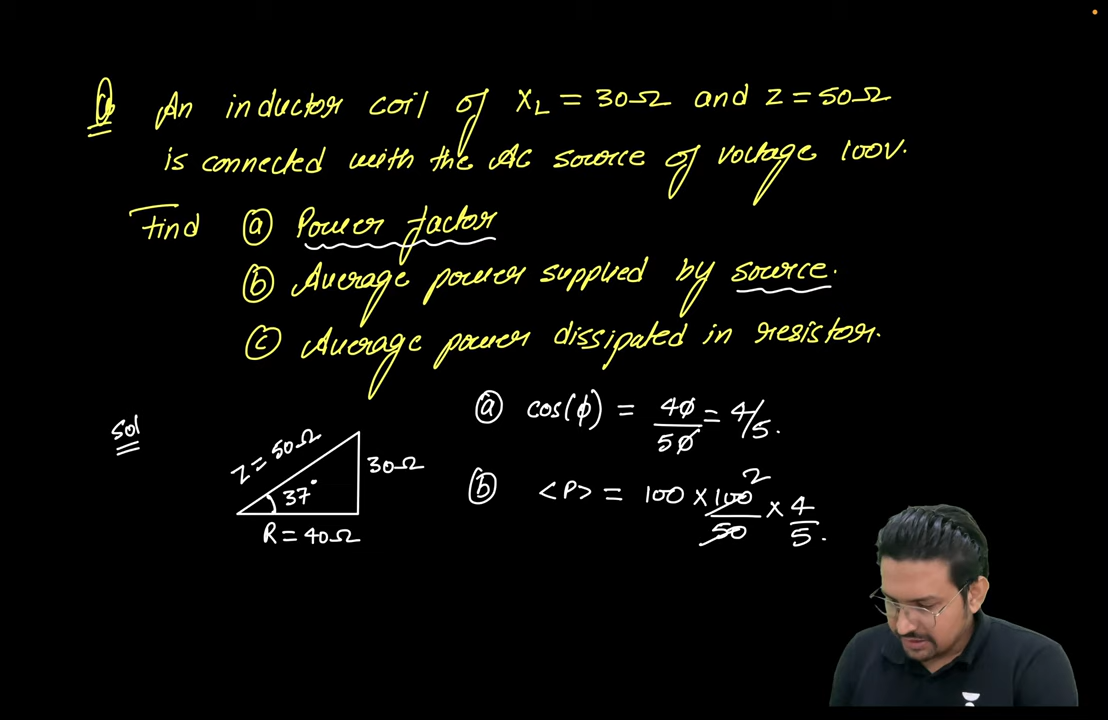 Q An inductor coil of X_L = 30Ω and Z = 50Ω
is connected with the AC source of voltage 100V.
Find ⓐ Power factor
ⓑ Average power supplied by source.
ⓒ Average power dissipated in resistor.
Sol
Z = 50Ω
37°
30Ω
R = 40Ω
ⓐ cos(φ) = 40/50 = 4/5.
ⓑ <P> = 100 × 100/50 2 × 4/5.